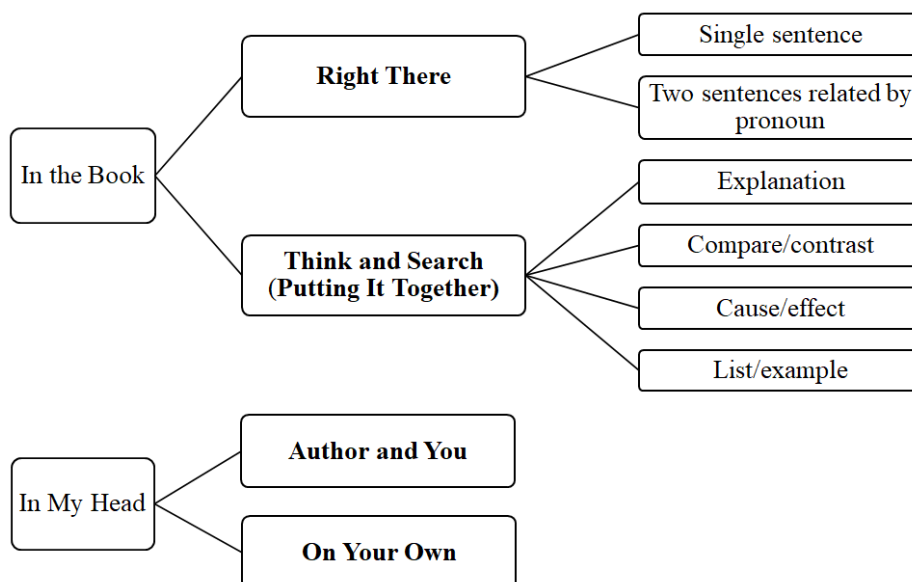 In the Book
Right There
Single sentence
Two sentences related by
pronoun
Think and Search
(Putting It Together)
Explanation
Compare/contrast
Cause/effect
List/example
In My Head
Author and You
On Your Own